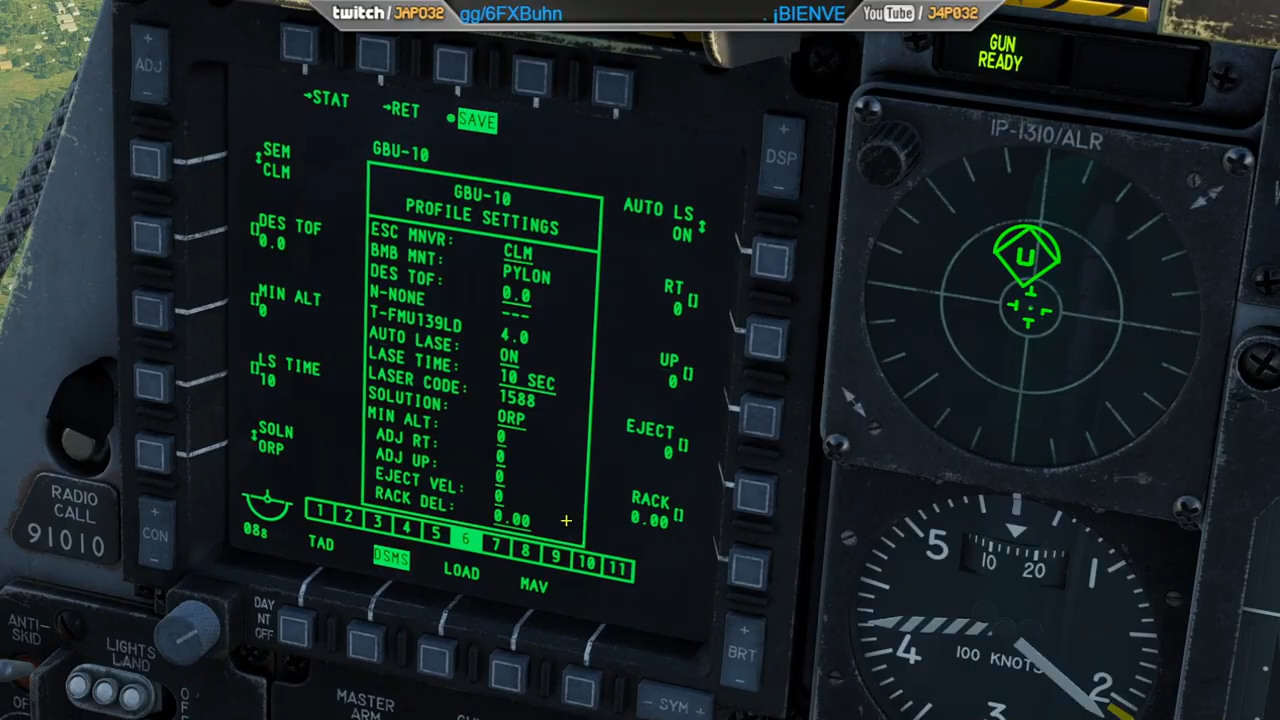 twitch/JAP032
gg/6FXBuhn
. ¡BIENVE
YouTube / J4P032
GUN
READY
ADJ
→STAT
→RET
SAVE
DSP
IP-1310/ALR
SEM
CLM
GBU-10
GBU-10
PROFILE SETTINGS
AUTO LS
ON
DES TOF
0.0
ESC MNVR: CLM
BMB MNT: PYLON
DES TOF: 0.0
N-NONE ---
T-FMU139LD 4.0
AUTO LASE: ON
LASE TIME: 10 SEC
LASER CODE: 1588
SOLUTION: ORP
MIN ALT: 0
ADJ RT: 0
ADJ UP: 0
EJECT VEL: 0
RACK DEL: 0.00
RT
0
U
MIN ALT
0
UP
0
LS TIME
10
EJECT
0
SOLN
ORP
RACK
0.00
RADIO
CALL
91010
CON
088
1 2 3 4 5 6 7 8 9 10 11
TAD
DSMS
LOAD
MAV
DAY
NT
OFF
BRT
- SYM +
5
10 20
1
4
100 KNOTS
2
3
ANTI-
SKID
LIGHTS
LAND
MASTER
ARM